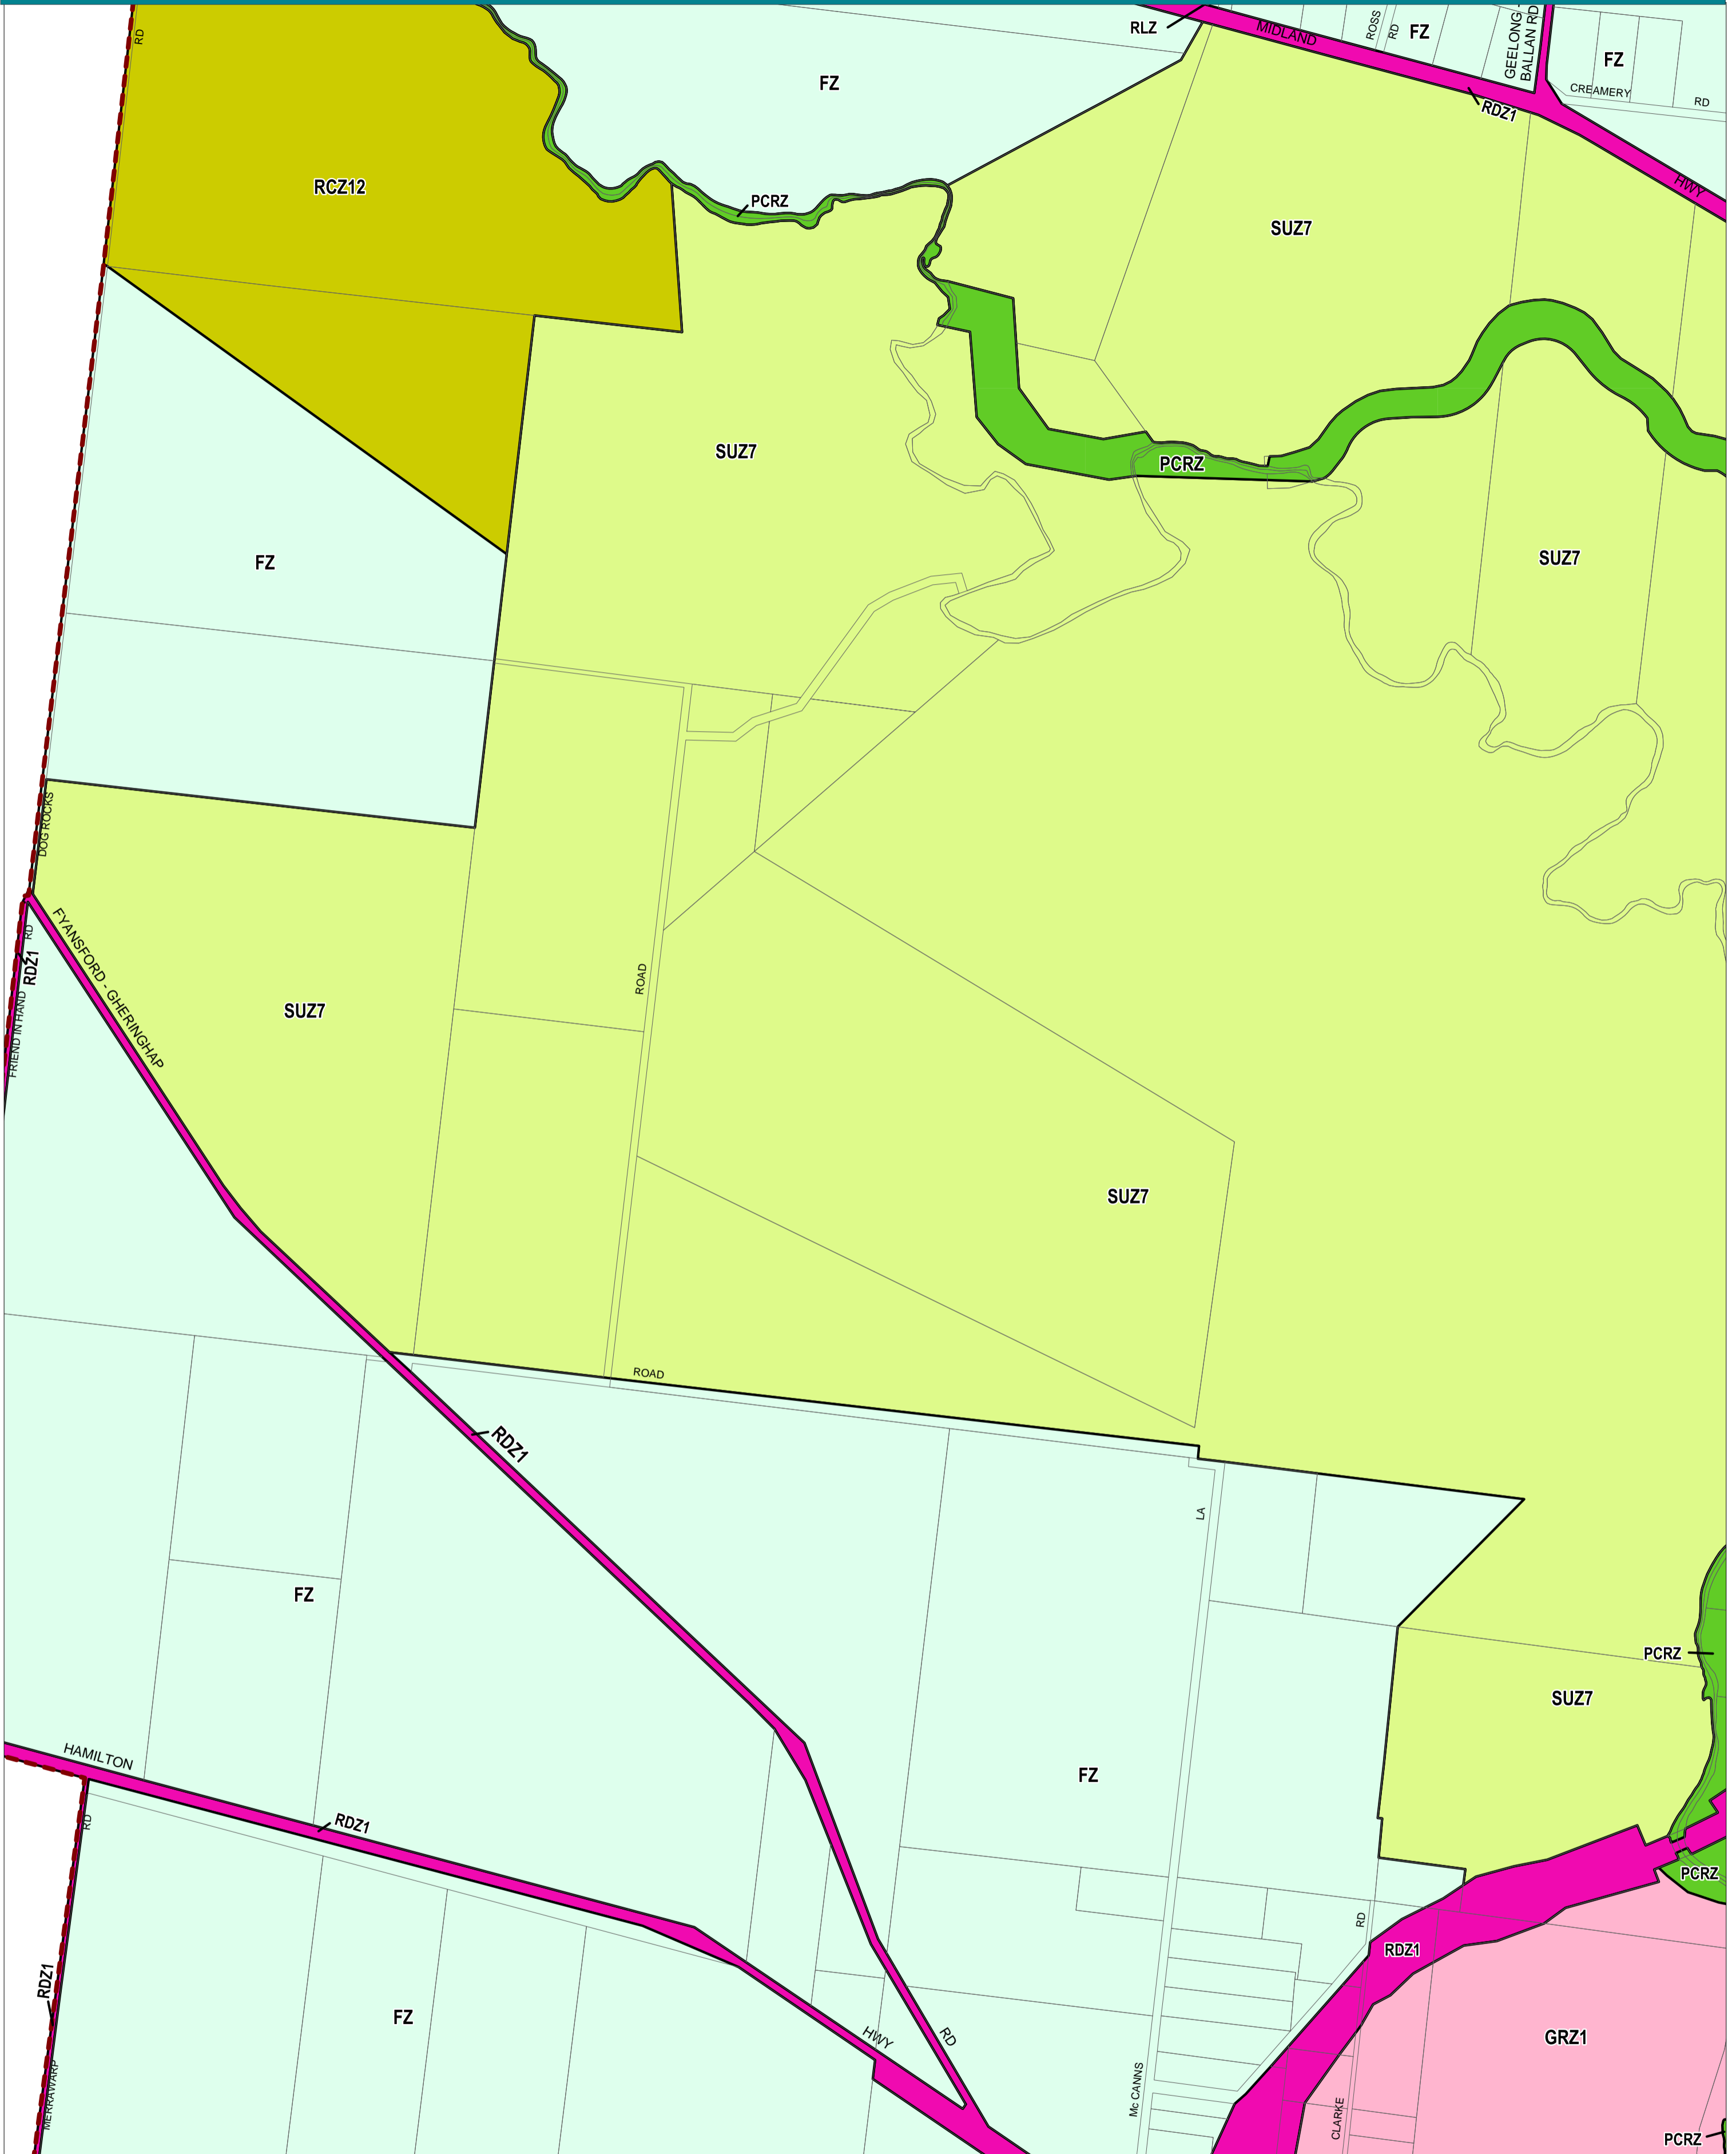 RD
RLZ
MIDLAND
ROSS
RD
FZ
GEELONG -
BALLAN RD
FZ
FZ
CREAMERY
RD
RDZ1
HWY
RCZ12
PCRZ
SUZ7
SUZ7
PCRZ
FZ
SUZ7
DOG ROCKS
FYANSFORD - GHERINGHAP
RD
RDZ1
FRIEND IN HAND
SUZ7
ROAD
SUZ7
ROAD
RDZ1
LA
FZ
PCRZ
SUZ7
HAMILTON
FZ
RDZ1
RD
PCRZ
RD
RDZ1
RDZ1
FZ
HWY
RD
GRZ1
MERRAWARP
Mc CANNS
CLARKE
PCRZ